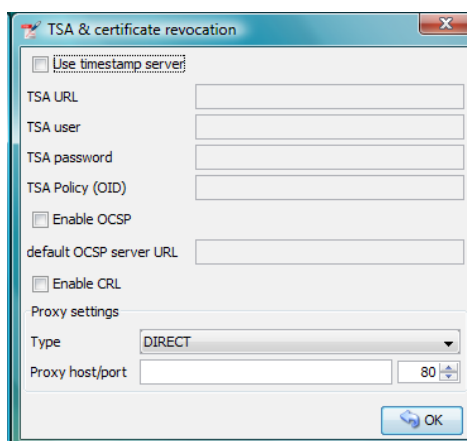 TSA & certificate revocation
Use timestamp server
TSA URL
TSA user
TSA password
TSA Policy (OID)
Enable OCSP
default OCSP server URL
Enable CRL
Proxy settings
Type DIRECT
Proxy host/port 80
OK